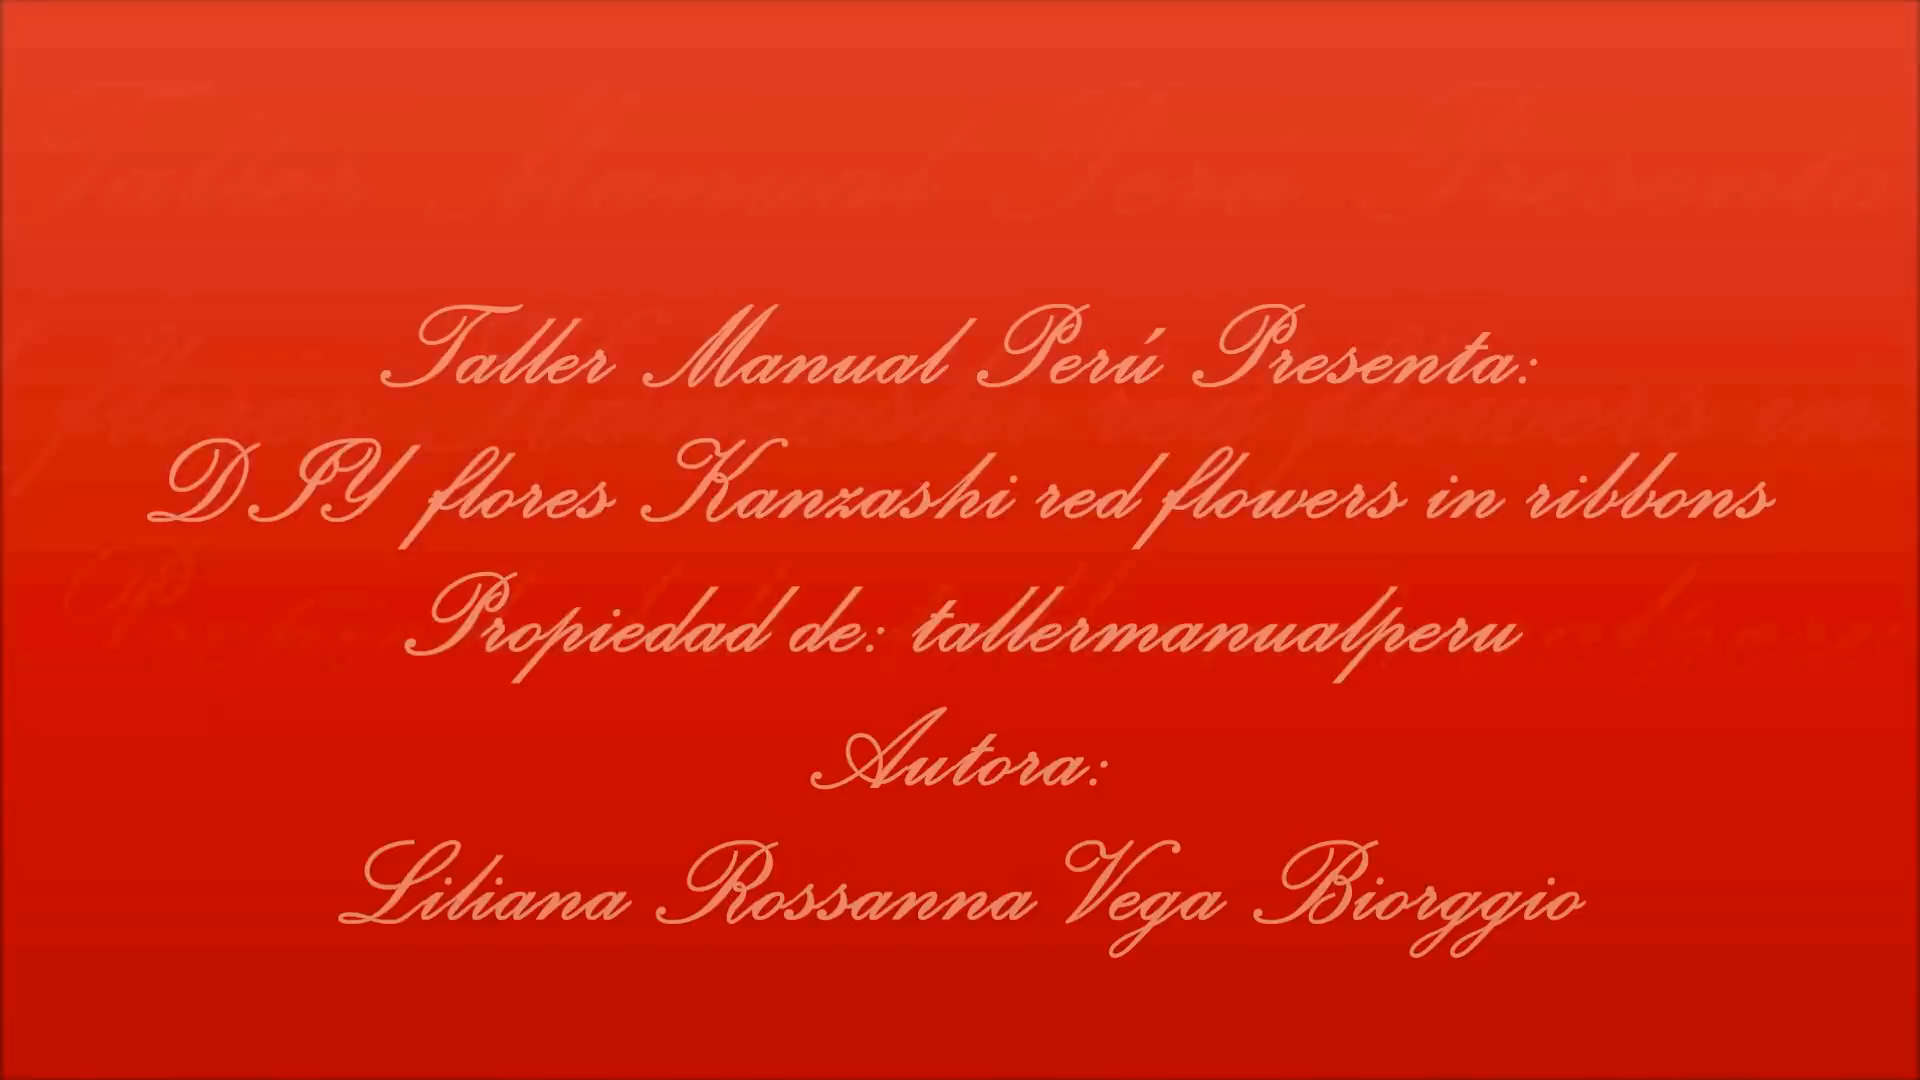 Taller Manual Perú Presenta:
DIY flores Kanzashi red flowers in ribbons
Propiedad de: tallermanualperu
Autora:
Liliana Rossanna Vega Biorggio